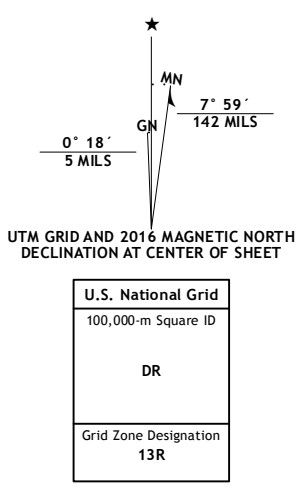 ★
MN
GN
7° 59´
142 MILS
0° 18´
5 MILS
UTM GRID AND 2016 MAGNETIC NORTH
DECLINATION AT CENTER OF SHEET
U.S. National Grid
100,000-m Square ID
DR
Grid Zone Designation
13R